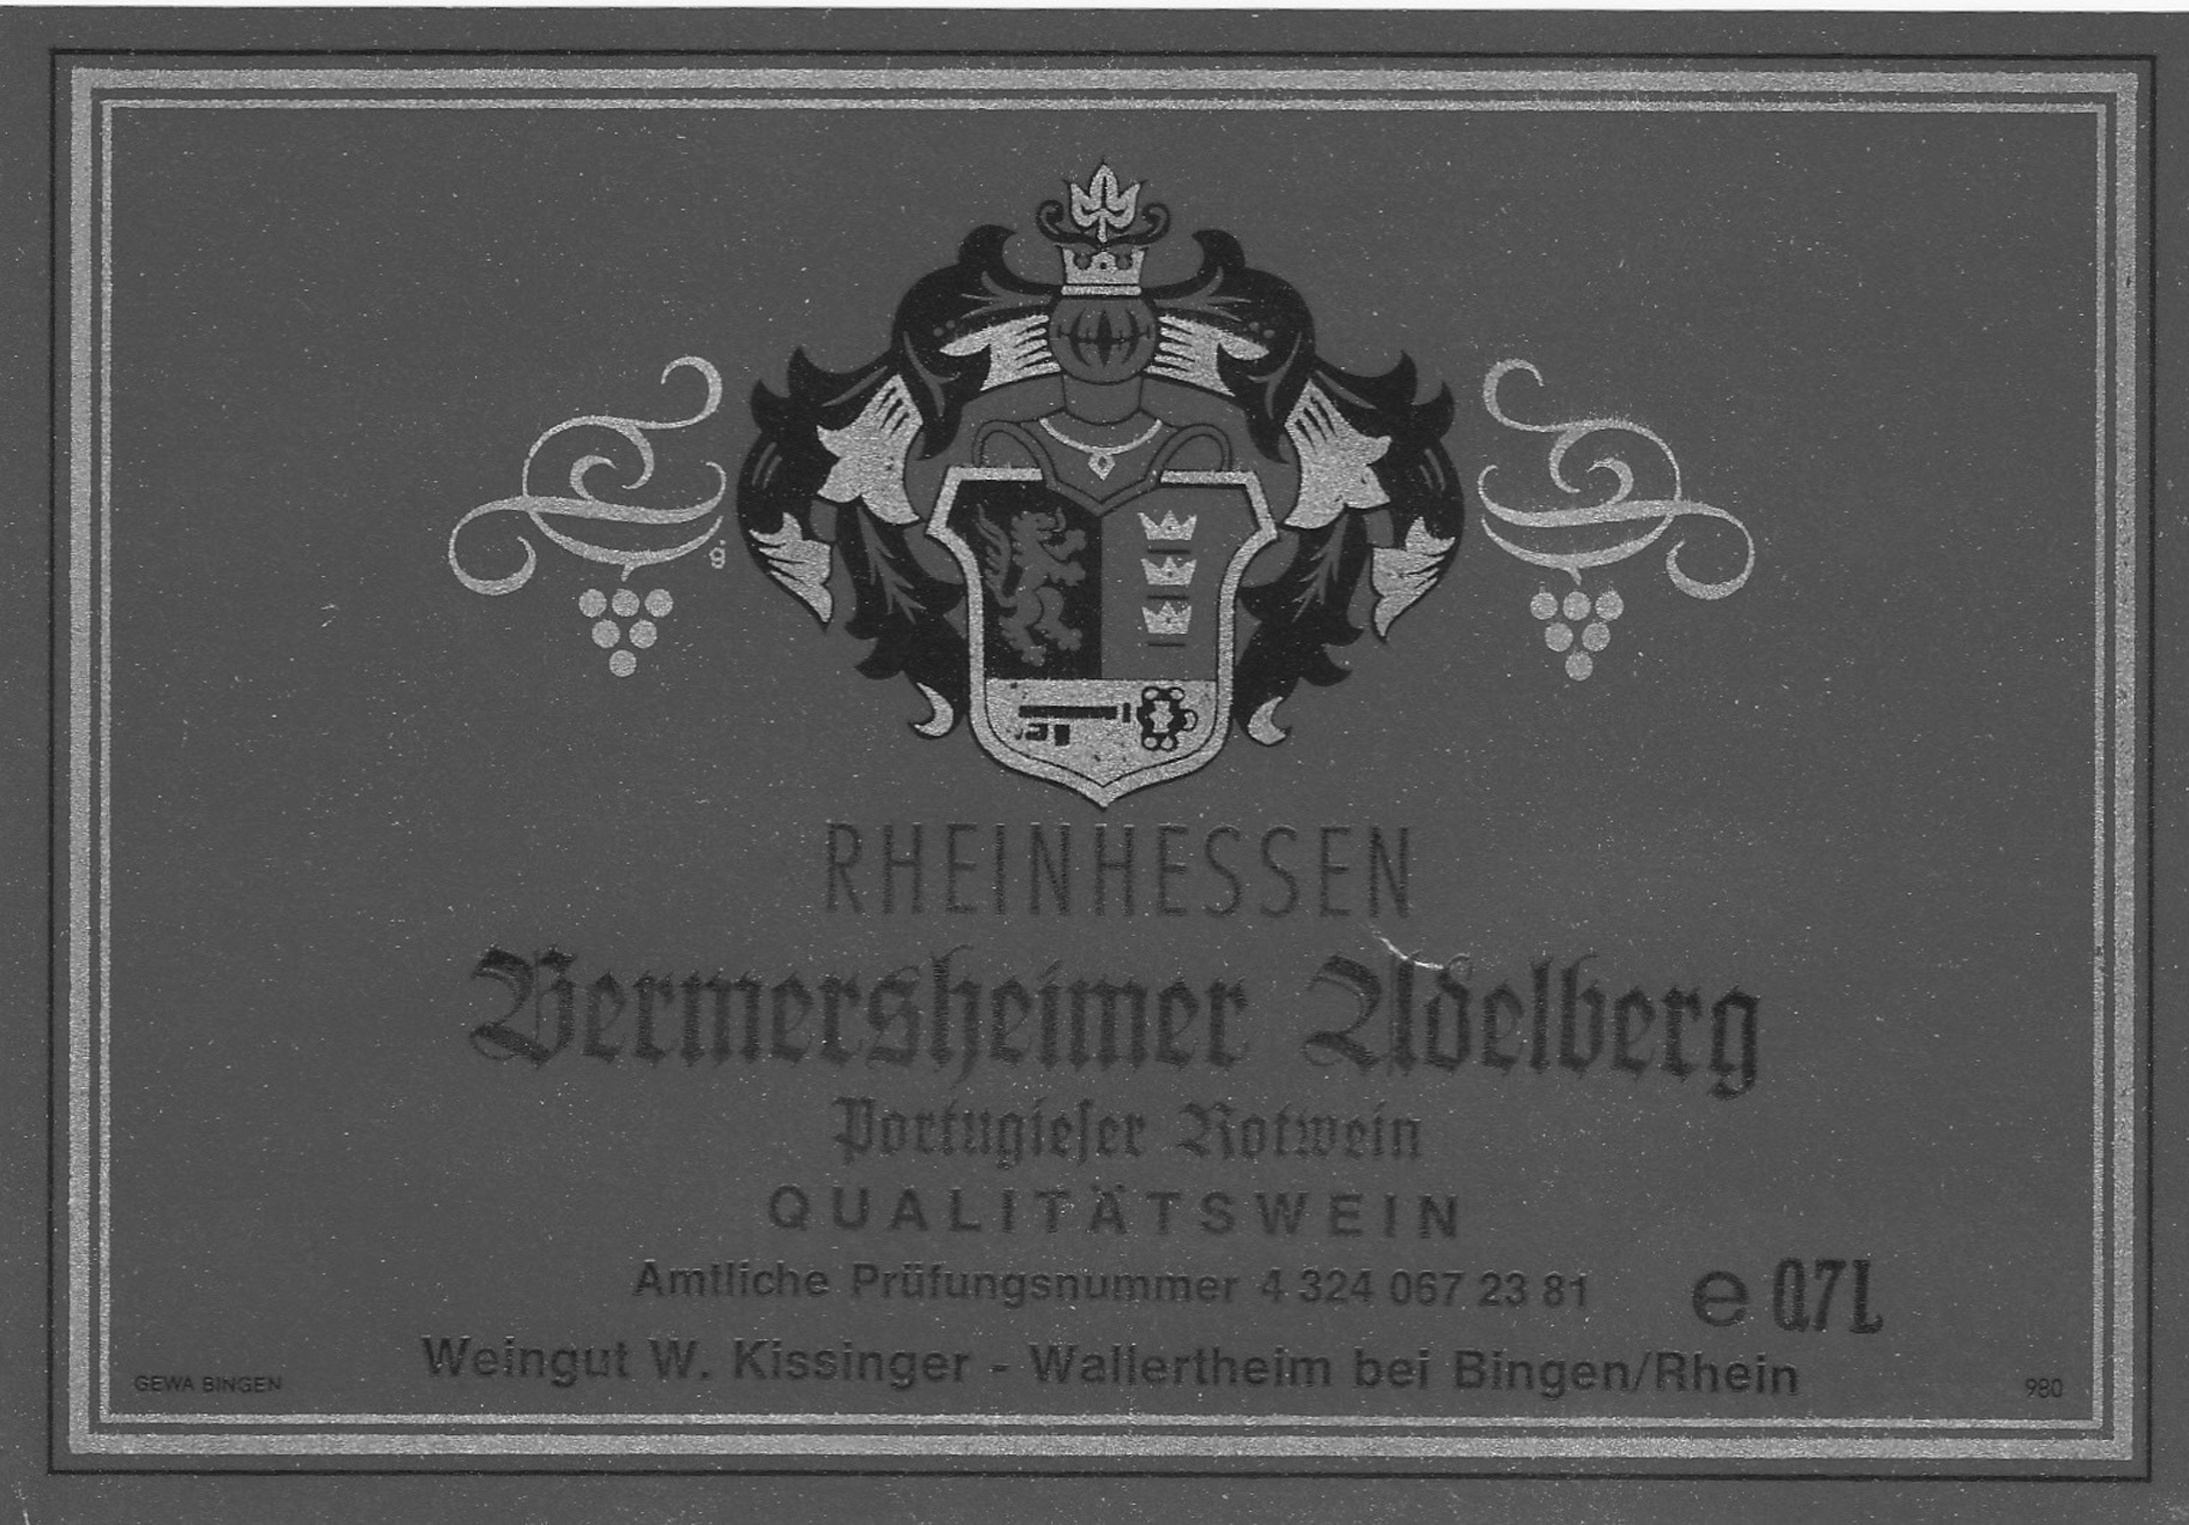 RHEINHESSEN
Bermersheimer Adelberg
Portugieſer Rotwein
QUALITÄTSWEIN
Amtliche Prüfungsnummer 4 324 067 23 81
e 0,7 L
Weingut W. Kissinger - Wallertheim bei Bingen/Rhein
GEWA BINGEN
980
g